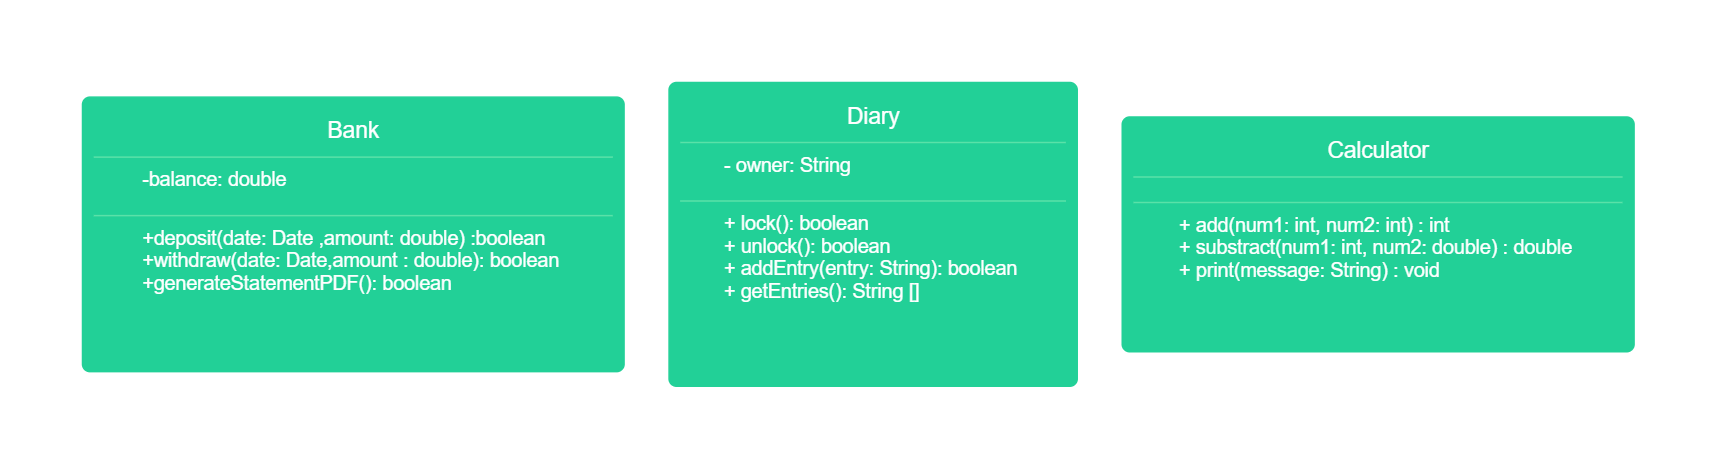 Bank
-balance: double
+deposit(date: Date ,amount: double) :boolean
+withdraw(date: Date,amount : double): boolean
+generateStatementPDF(): boolean
Diary
- owner: String
+ lock(): boolean
+ unlock(): boolean
+ addEntry(entry: String): boolean
+ getEntries(): String []
Calculator
+ add(num1: int, num2: int) : int
+ substract(num1: int, num2: double) : double
+ print(message: String) : void